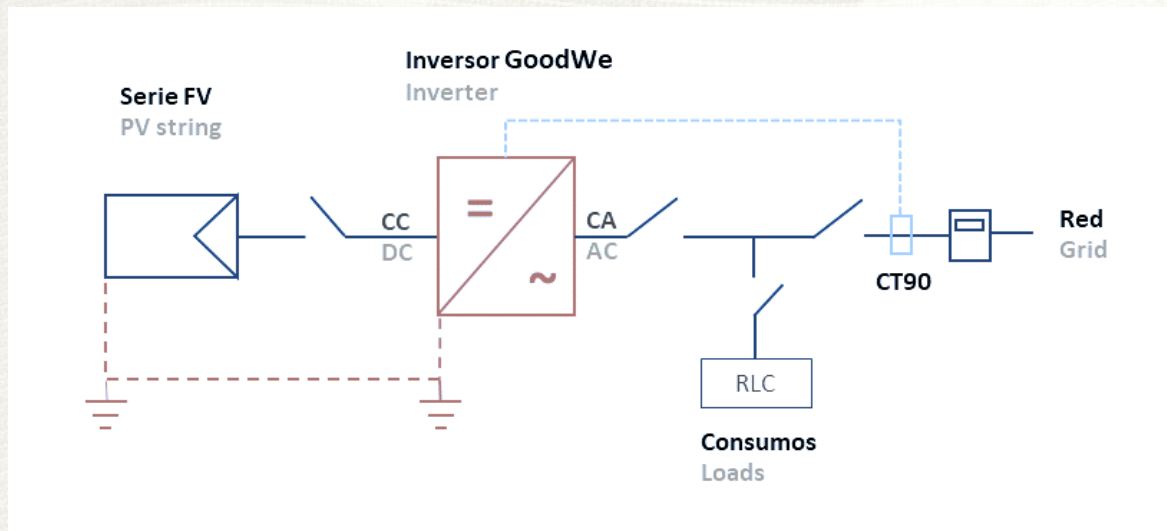 Inversor GoodWe
Inverter
Serie FV
PV string
CC
DC
=
~
CA
AC
CT90
Red
Grid
RLC
Consumos
Loads